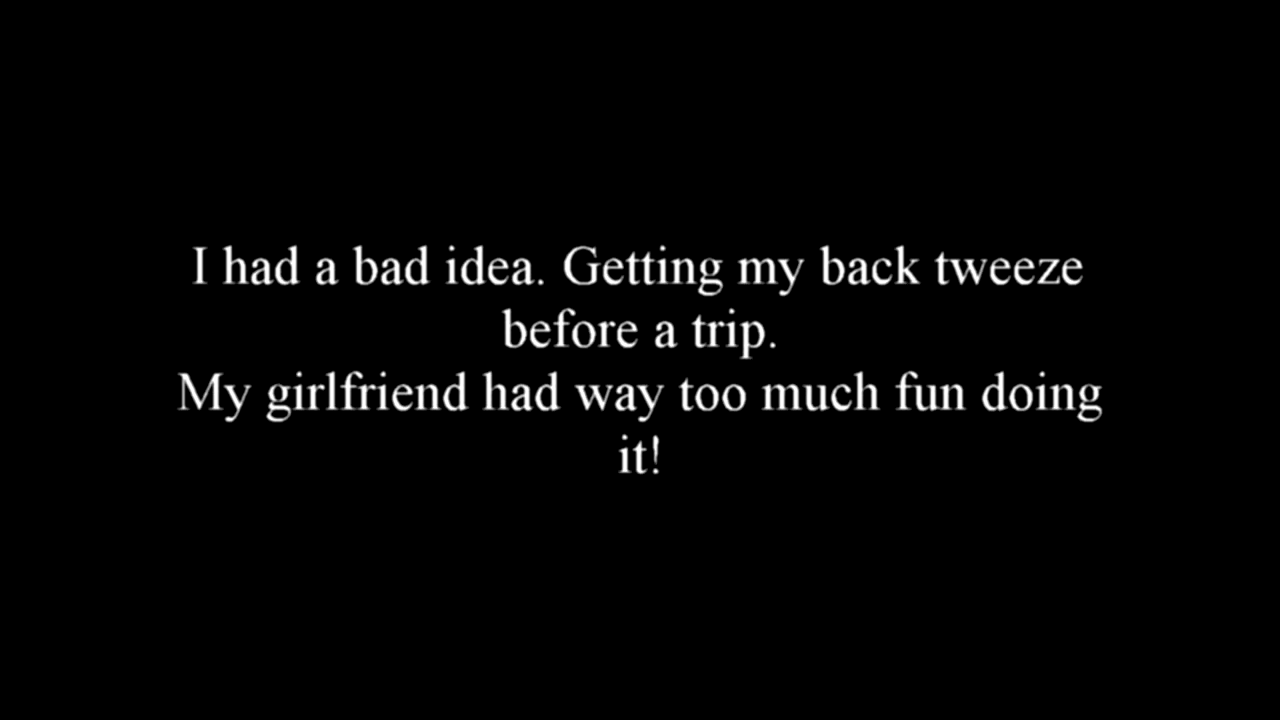 I had a bad idea. Getting my back tweeze
before a trip.
My girlfriend had way too much fun doing
it!